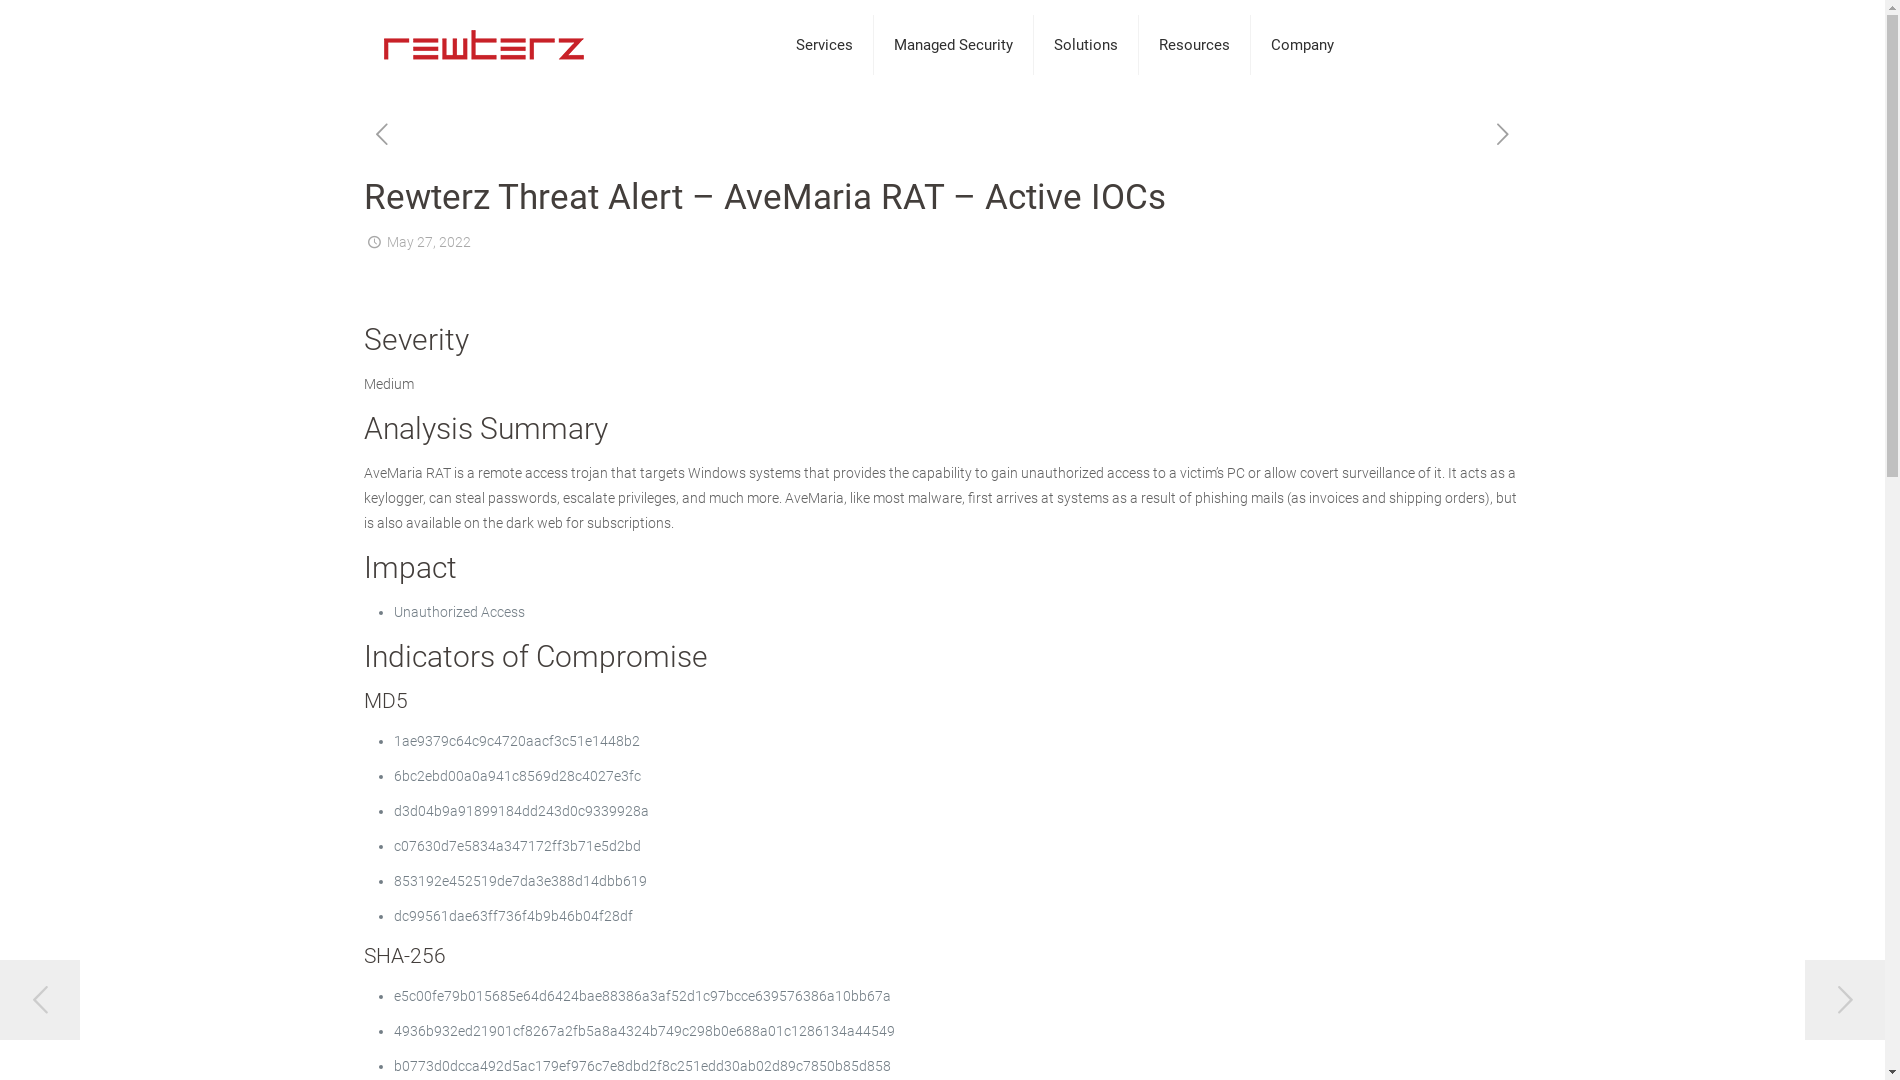 rewterz
Services
Managed Security
Solutions
Resources
Company
Rewterz Threat Alert – AveMaria RAT – Active IOCs
May 27, 2022
Severity
Medium
Analysis Summary
AveMaria RAT is a remote access trojan that targets Windows systems that provides the capability to gain unauthorized access to a victim's PC or allow covert surveillance of it. It acts as a
keylogger, can steal passwords, escalate privileges, and much more. AveMaria, like most malware, first arrives at systems as a result of phishing mails (as invoices and shipping orders), but
is also available on the dark web for subscriptions.
Impact
• Unauthorized Access
Indicators of Compromise
MD5
• 1ae9379c64c9c4720aacf3c51e1448b2
• 6bc2ebd00a0a941c8569d28c4027e3fc
• d3d04b9a91899184dd243d0c9339928a
• c07630d7e5834a347172ff3b71e5d2bd
• 853192e452519de7da3e388d14dbb619
• dc99561dae63ff736f4b9b46b04f28df
SHA-256
• e5c00fe79b015685e64d6424bae88386a3af52d1c97bcce639576386a10bb67a
• 4936b932ed21901cf8267a2fb5a8a4324b749c298b0e688a01c1286134a44549
• b0773d0dcca492d5ac179ef976c7e8dbd2f8c251edd30ab02d89c7850b85d858